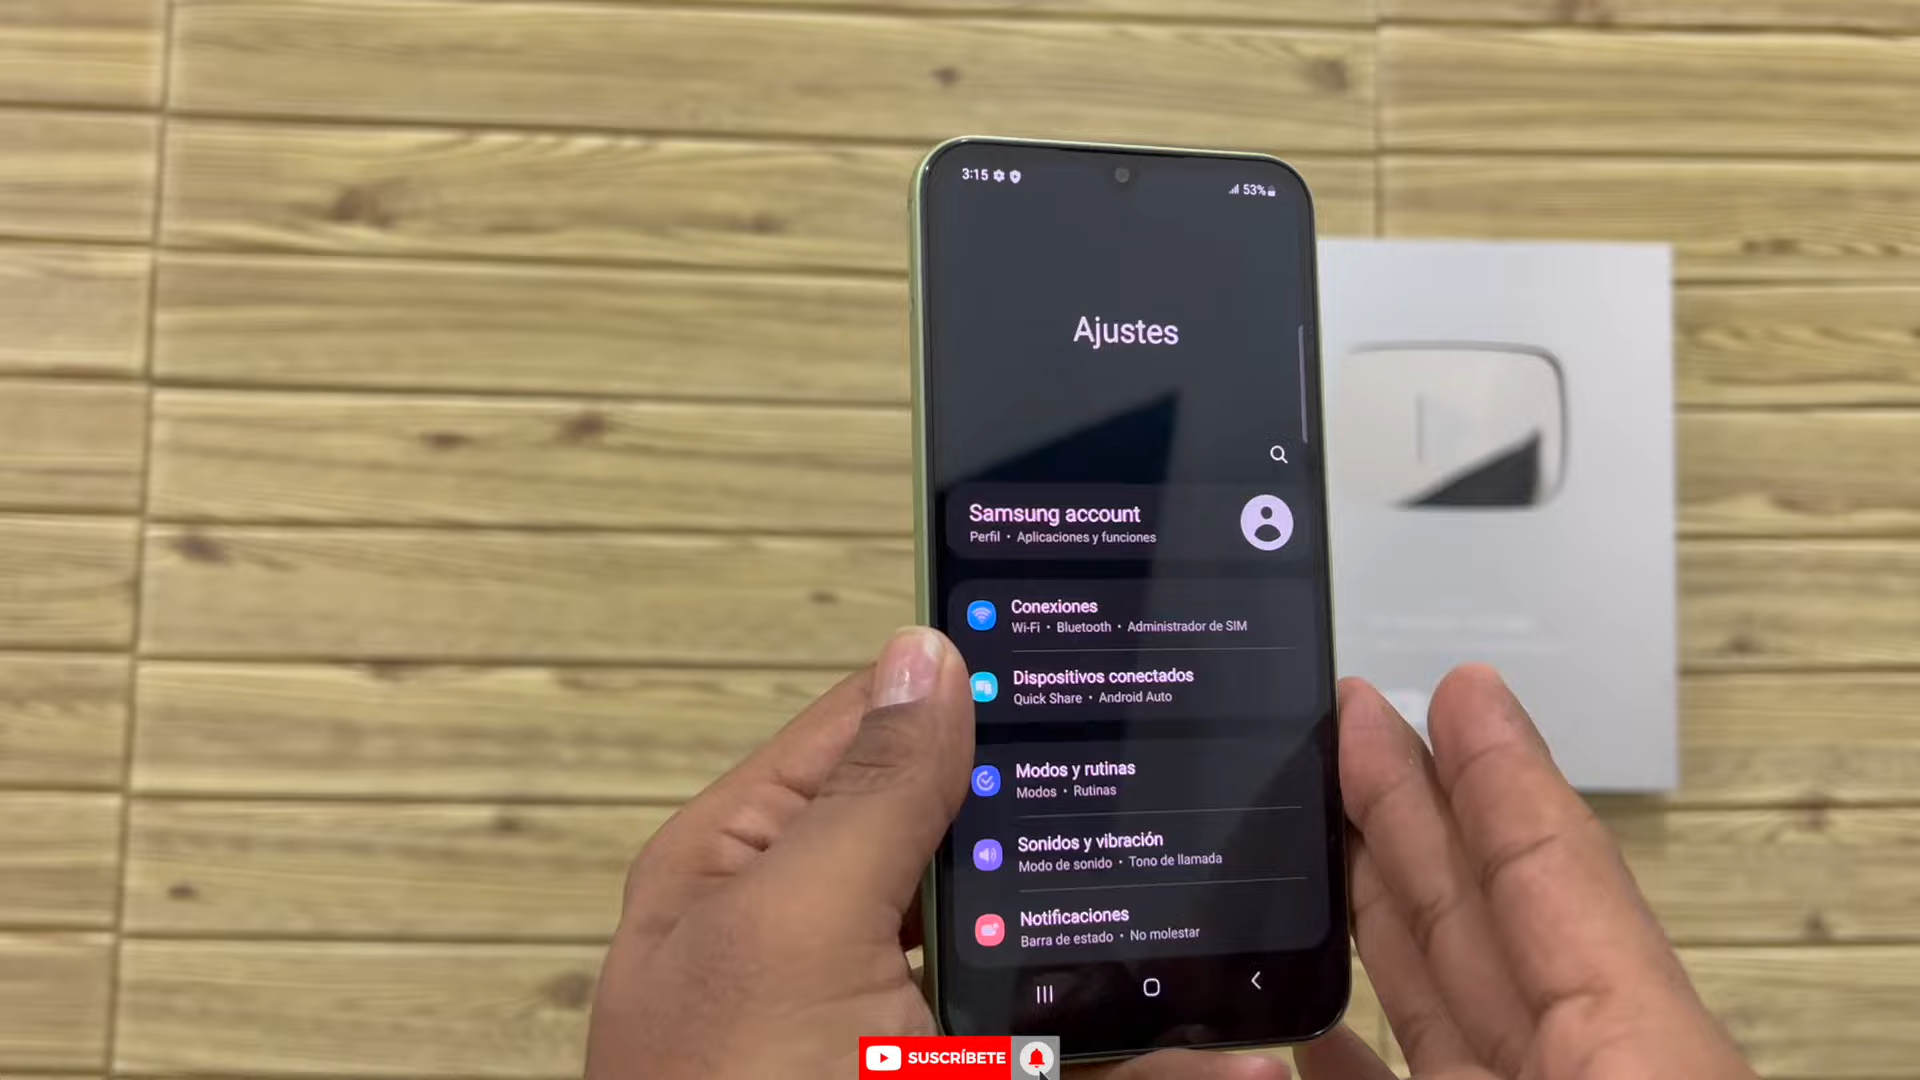 3:15
53%
Ajustes
Samsung account
Perfil • Aplicaciones y funciones
Conexiones
Wi-Fi • Bluetooth • Administrador de SIM
Dispositivos conectados
Quick Share • Android Auto
Modos y rutinas
Modos • Rutinas
Sonidos y vibración
Modo de sonido • Tono de llamada
Notificaciones
Barra de estado • No molestar
SUSCRÍBETE